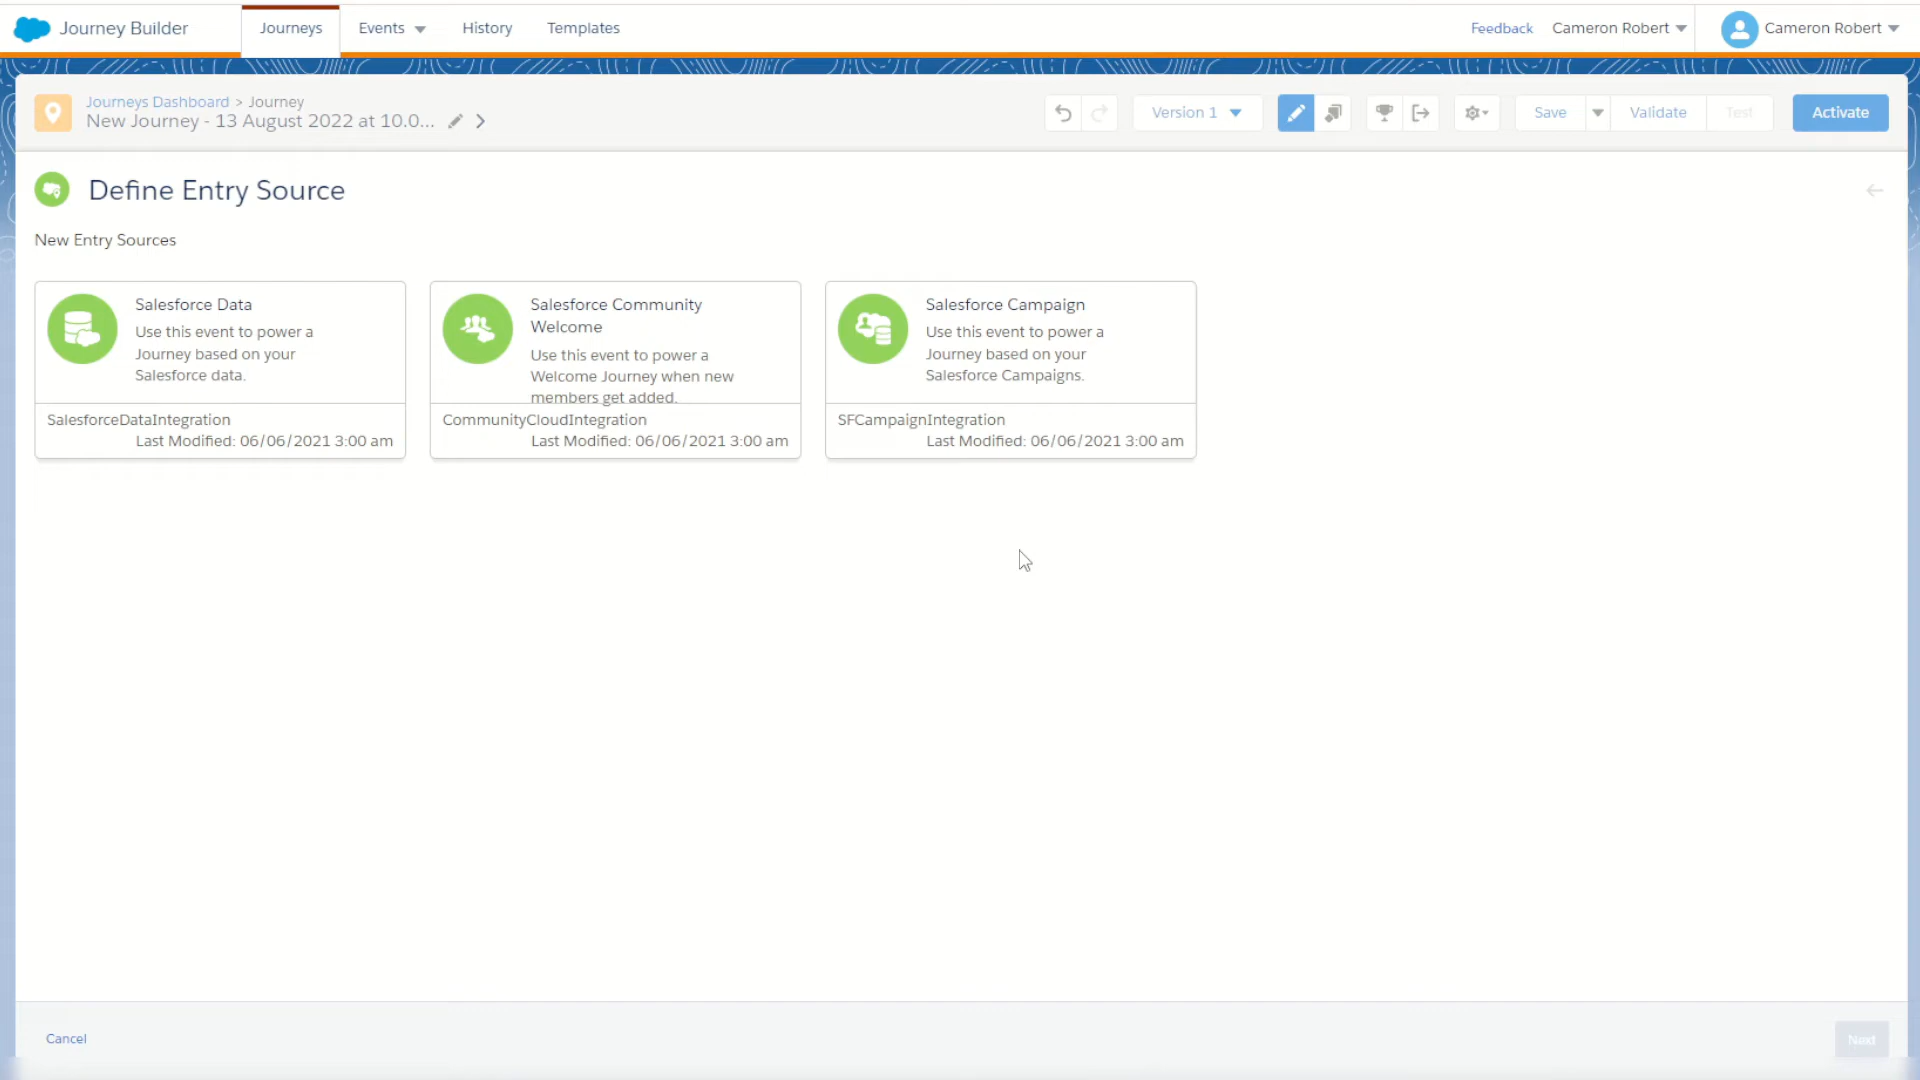 Journey Builder
Journeys
Events
History
Templates
Feedback
Cameron Robert
Cameron Robert
Journeys Dashboard > Journey
New Journey - 13 August 2022 at 10.0...
Version 1
Save
Validate
Test
Activate
Define Entry Source
New Entry Sources
Salesforce Data
Use this event to power a
Journey based on your
Salesforce data.
SalesforceDataIntegration
Last Modified: 06/06/2021 3:00 am
Salesforce Community
Welcome
Use this event to power a
Welcome Journey when new
members get added.
CommunityCloudIntegration
Last Modified: 06/06/2021 3:00 am
Salesforce Campaign
Use this event to power a
Journey based on your
Salesforce Campaigns.
SFCampaignIntegration
Last Modified: 06/06/2021 3:00 am
Cancel
Next